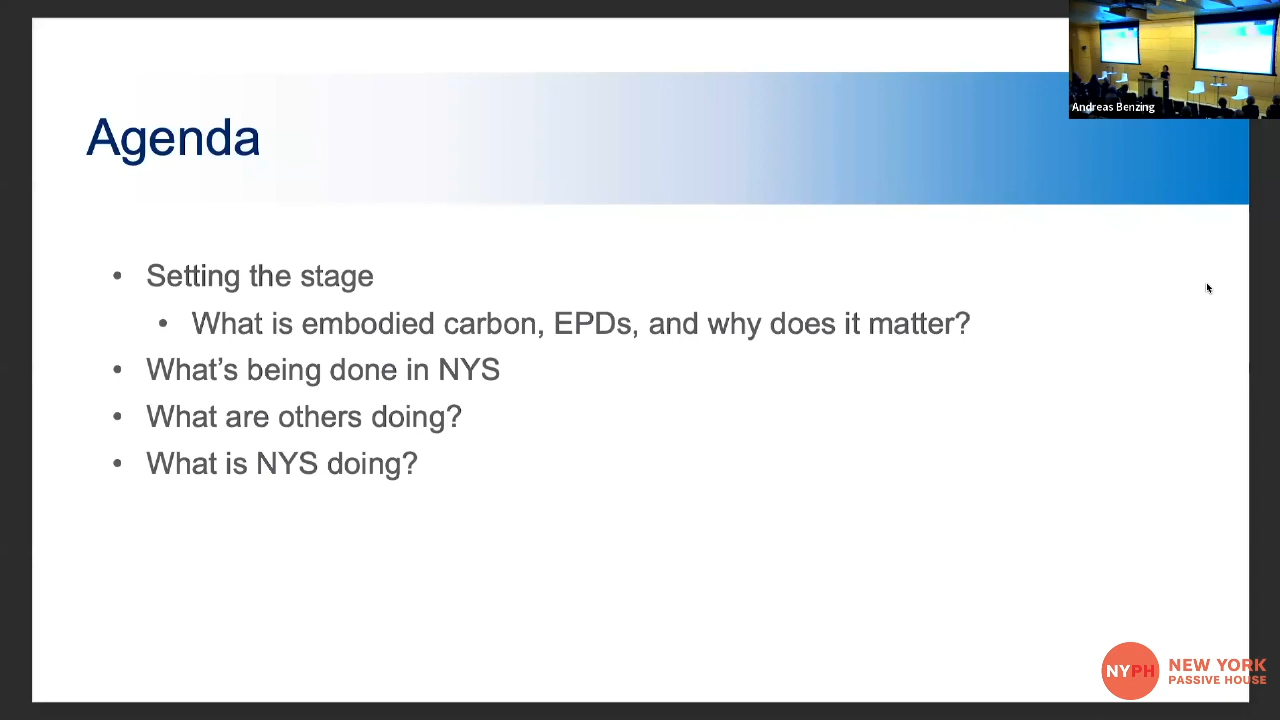 Andreas Benzing
Agenda
• Setting the stage
• What is embodied carbon, EPDs, and why does it matter?
• What's being done in NYS
• What are others doing?
• What is NYS doing?
NYPH
NEW YORK
PASSIVE HOUSE